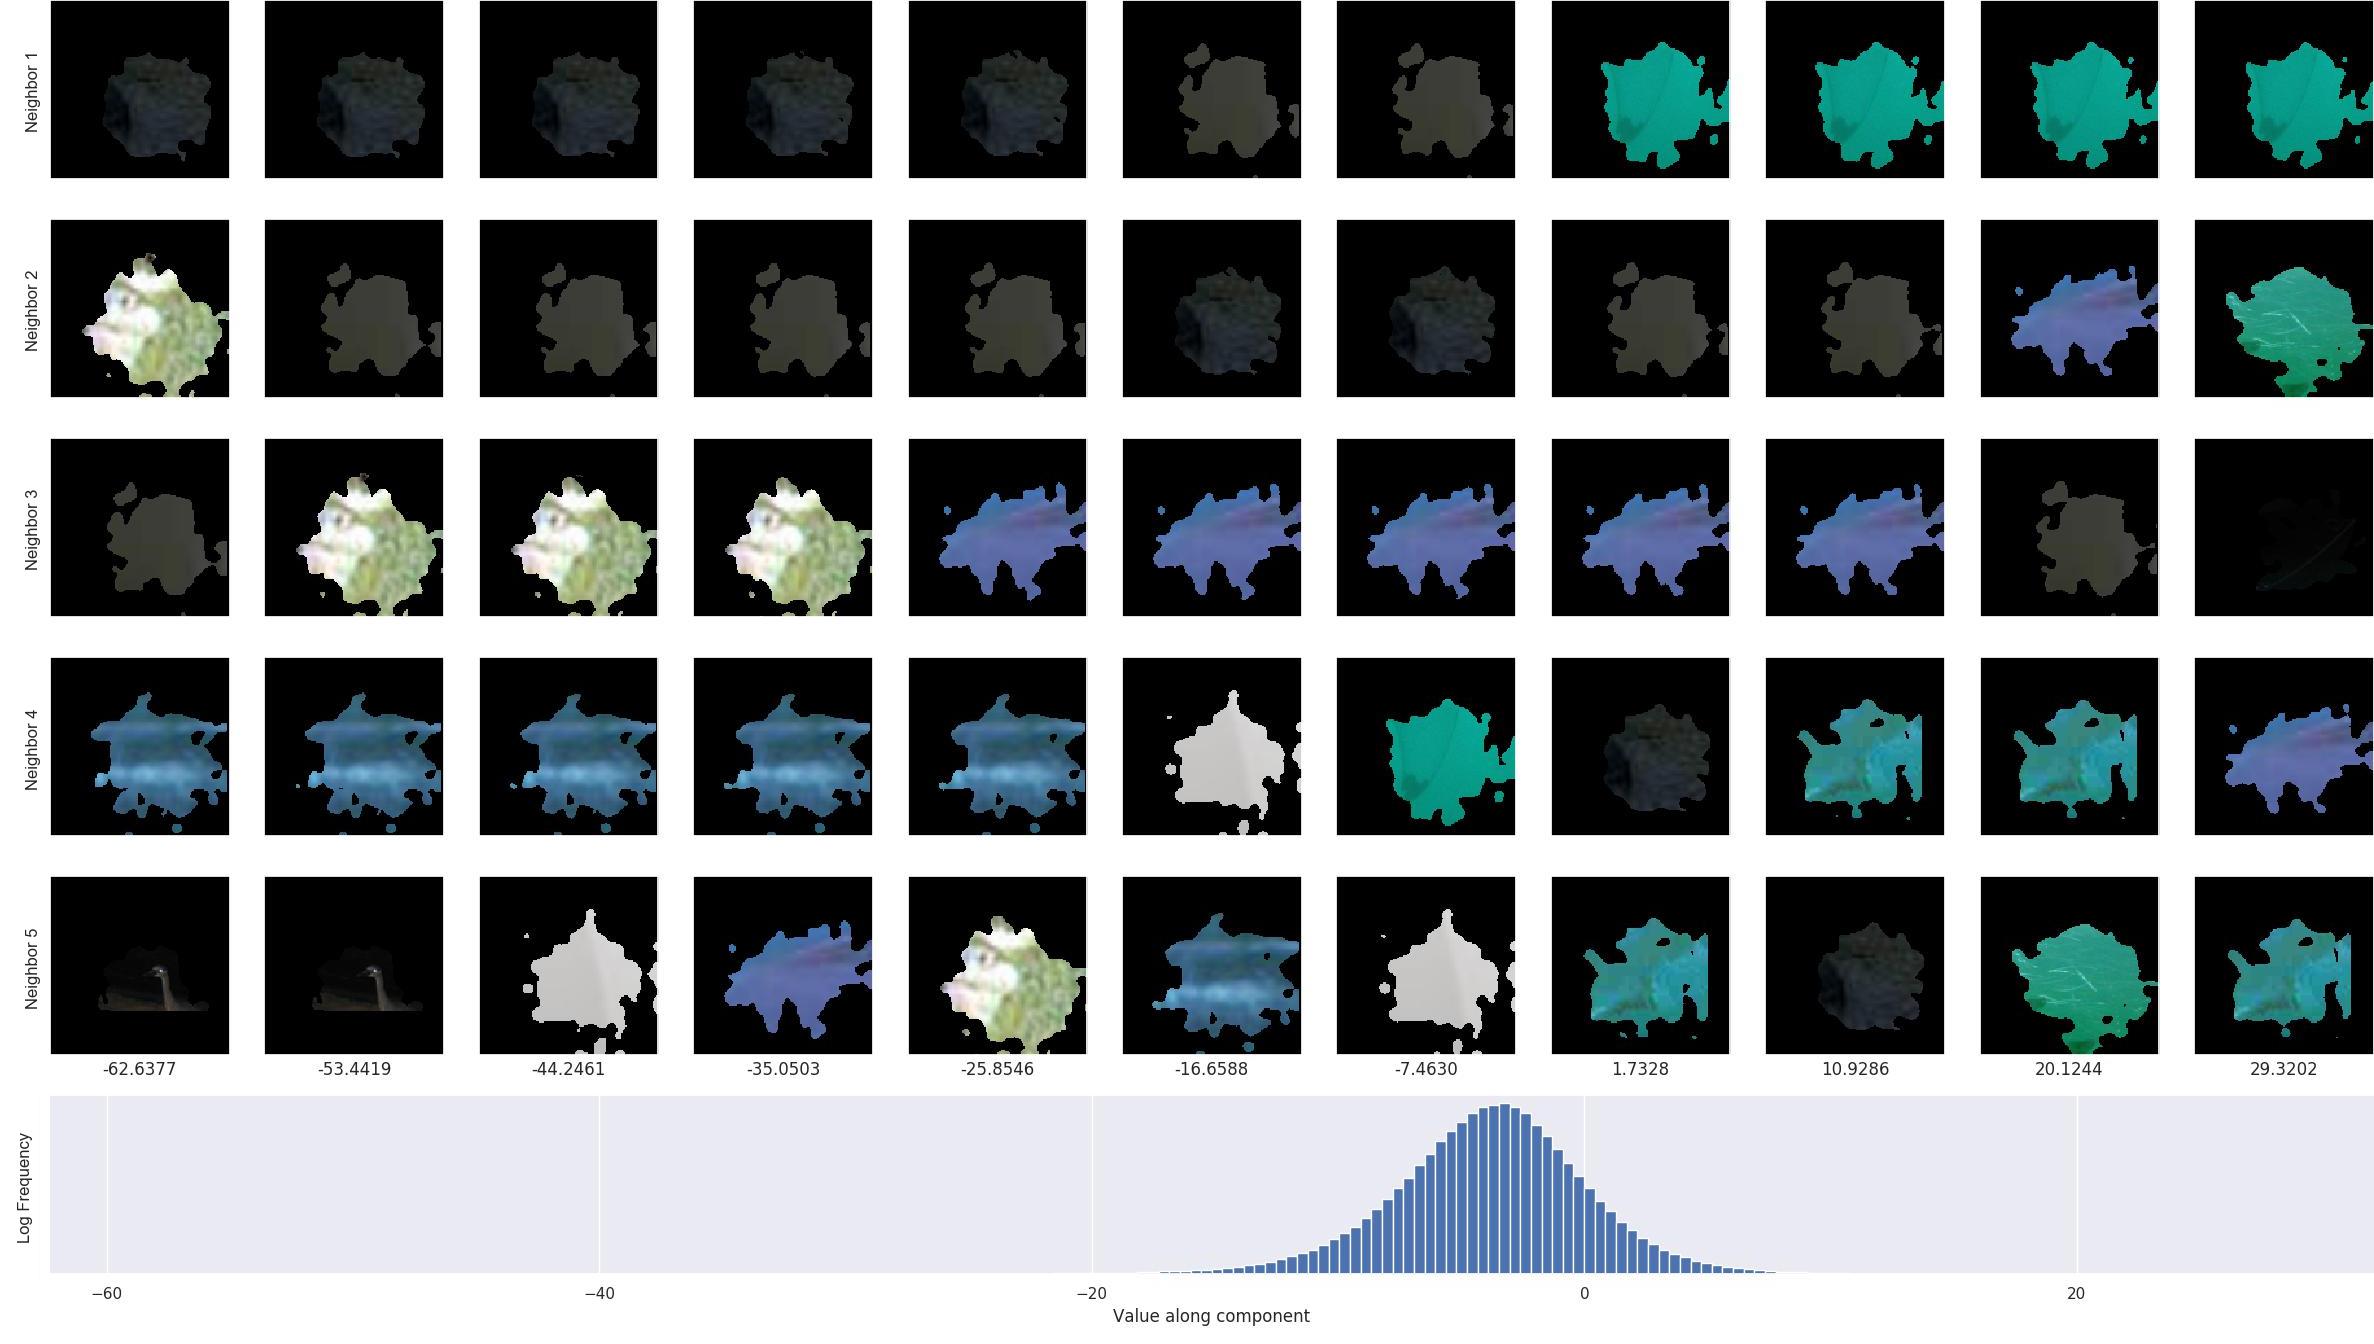 Neighbor 1
Neighbor 2
Neighbor 3
Neighbor 4
Neighbor 5
-62.6377 -53.4419 -44.2461 -35.0503 -25.8546 -16.6588 -7.4630 1.7328 10.9286 20.1244 29.3202
Log Frequency
−60 −40 −20 0 20
Value along component